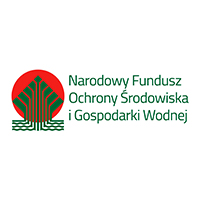 Narodowy Fundusz
Ochrony Środowiska
i Gospodarki Wodnej